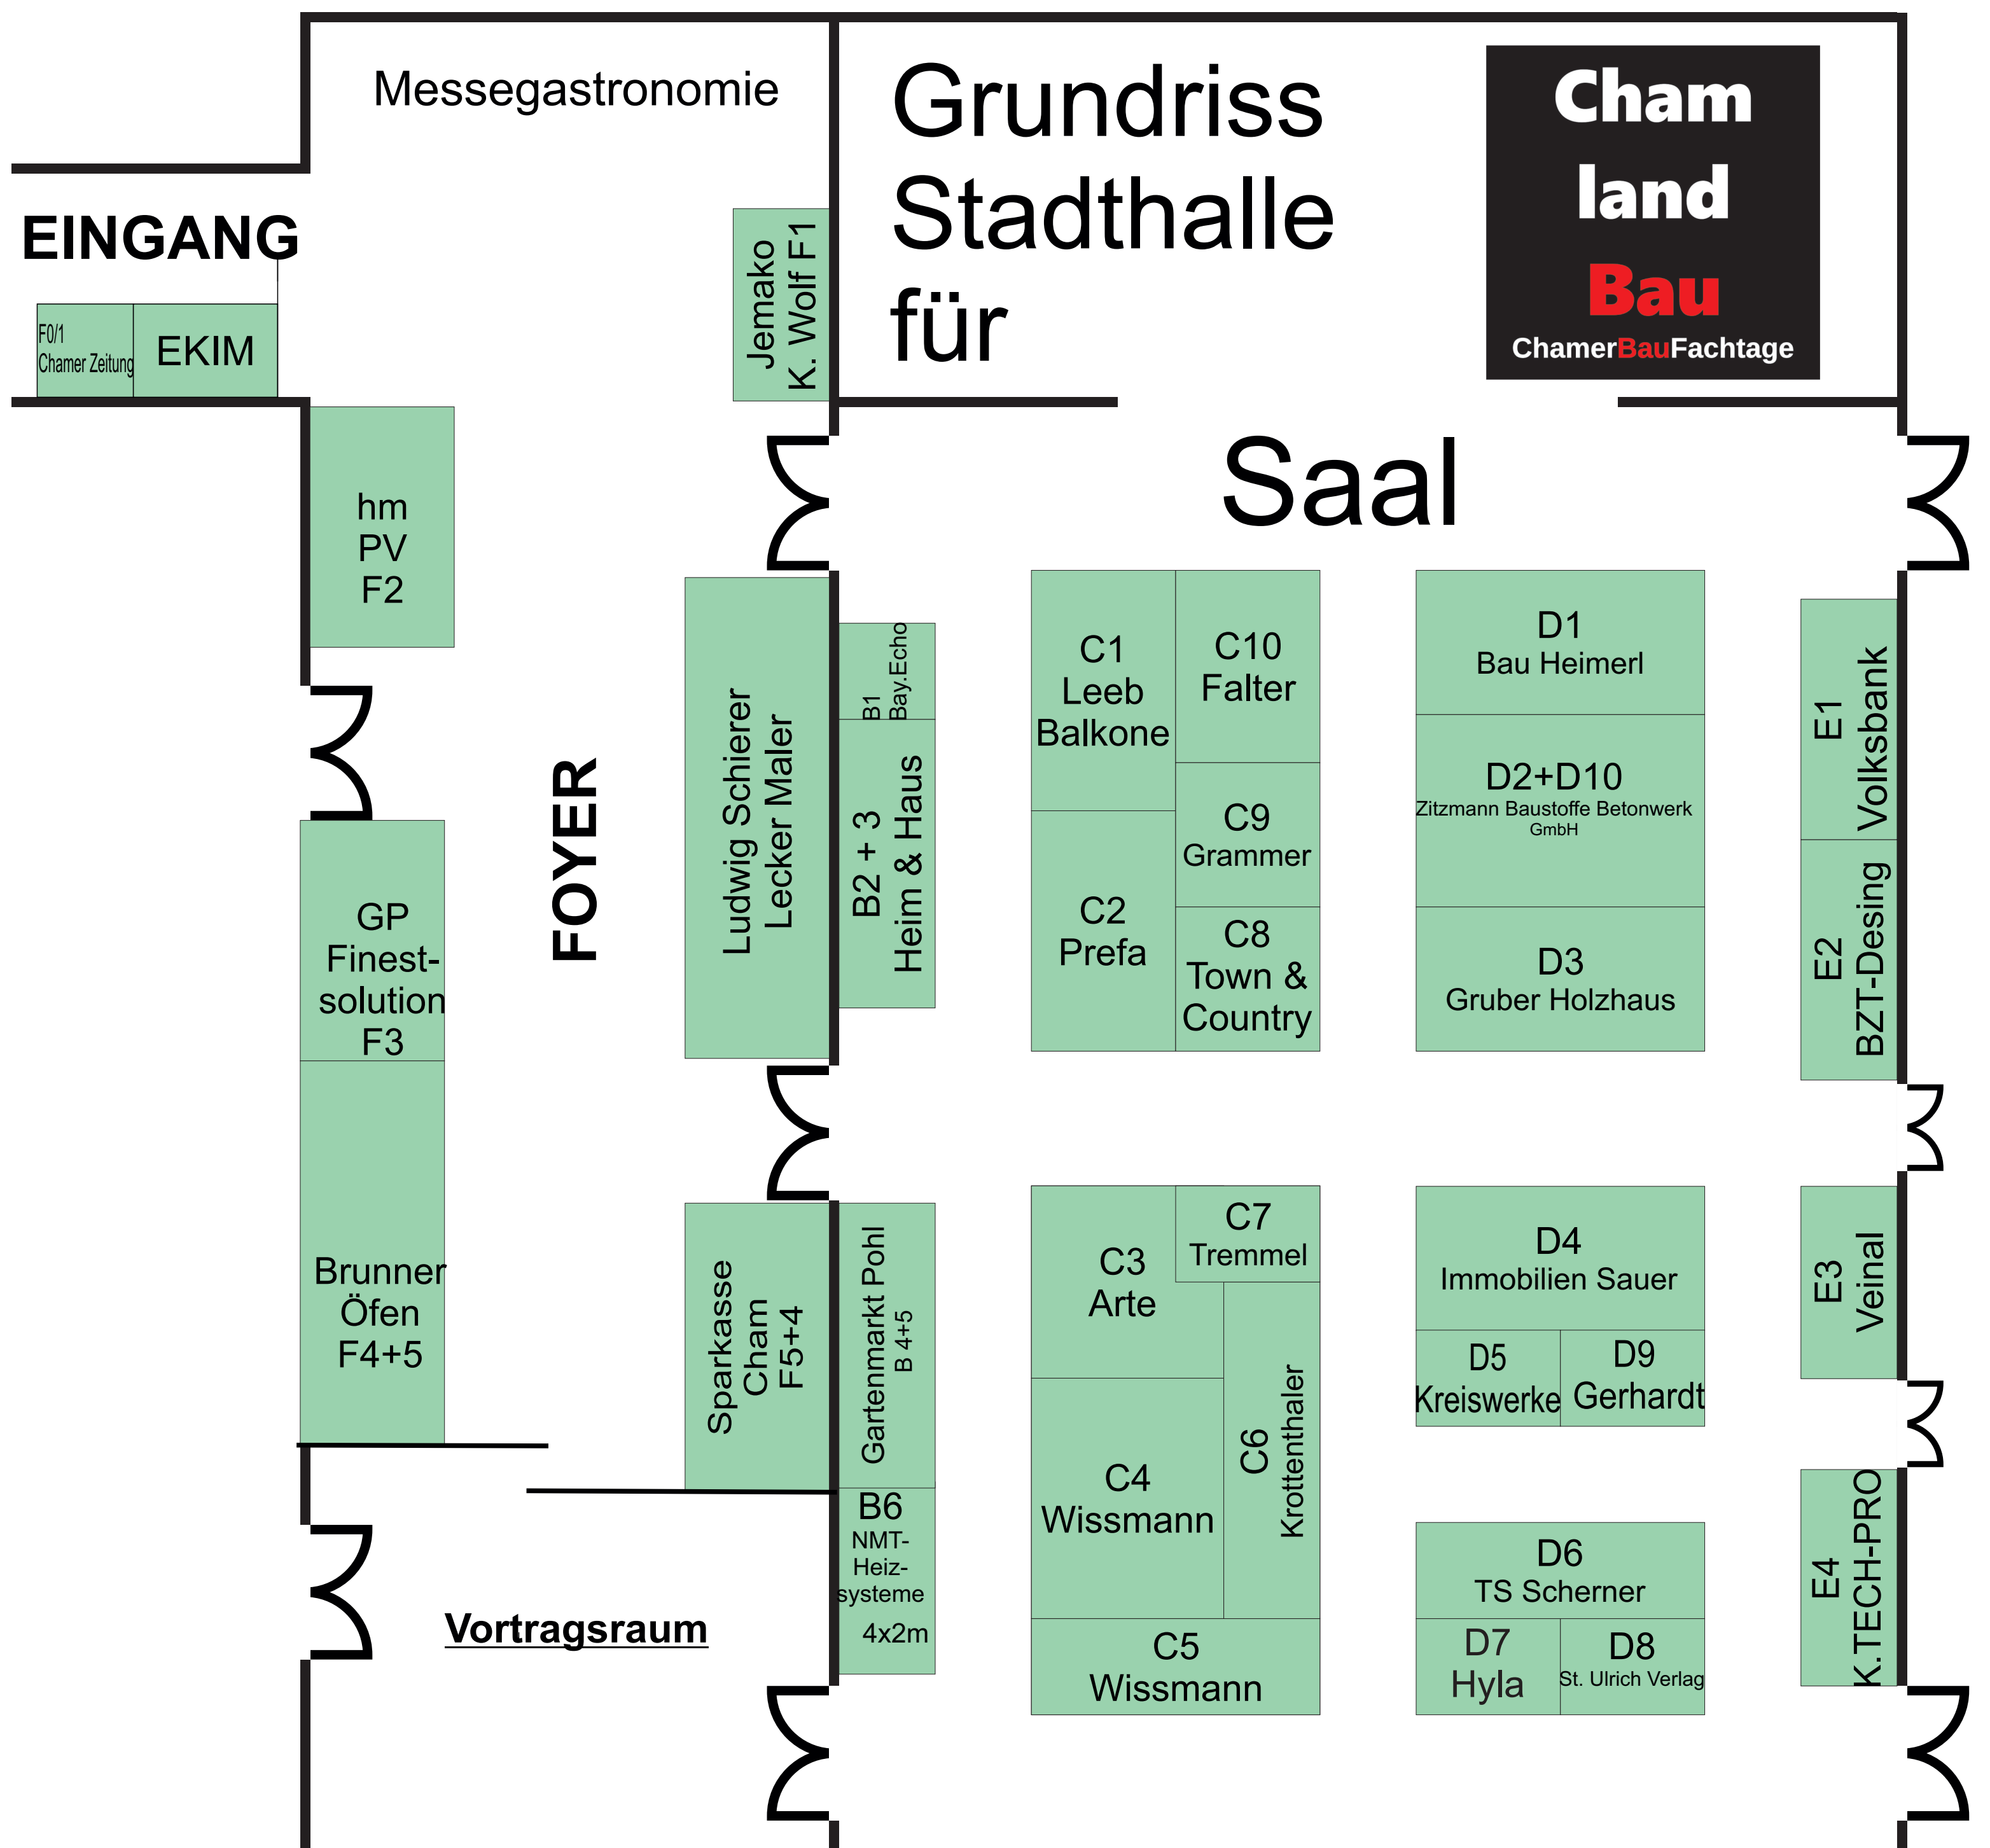 Messegastronomie
Grundriss
Stadthalle
für
Cham
land
Bau
ChamerBauFachtage
EINGANG
F0/1
Chamer Zeitung
EKIM
Jemako
K. Wolf F1
Saal
hm
PV
F2
FOYER
GP
Finest-
solution
F3
Brunner
Öfen
F4+5
Ludwig Schierer
Lecker Maler
Sparkasse
Cham
F5+4
Vortragsraum
B1
Bay.Echo
B2 + 3
Heim & Haus
Gartenmarkt Pohl
B 4+5
B6
NMT-
Heiz-
systeme
4x2m
C1
Leeb
Balkone
C10
Falter
C2
Prefa
C9
Grammer
C8
Town &
Country
C3
Arte
C7
Tremmel
C4
Wissmann
C6
Krottenthaler
C5
Wissmann
D1
Bau Heimerl
D2+D10
Zitzmann Baustoffe Betonwerk
GmbH
D3
Gruber Holzhaus
D4
Immobilien Sauer
D5
Kreiswerke
D9
Gerhardt
D6
TS Scherner
D7
Hyla
D8
St. Ulrich Verlag
E1
Volksbank
E2
BZT-Desing
E3
Veinal
E4
K.TECH-PRO